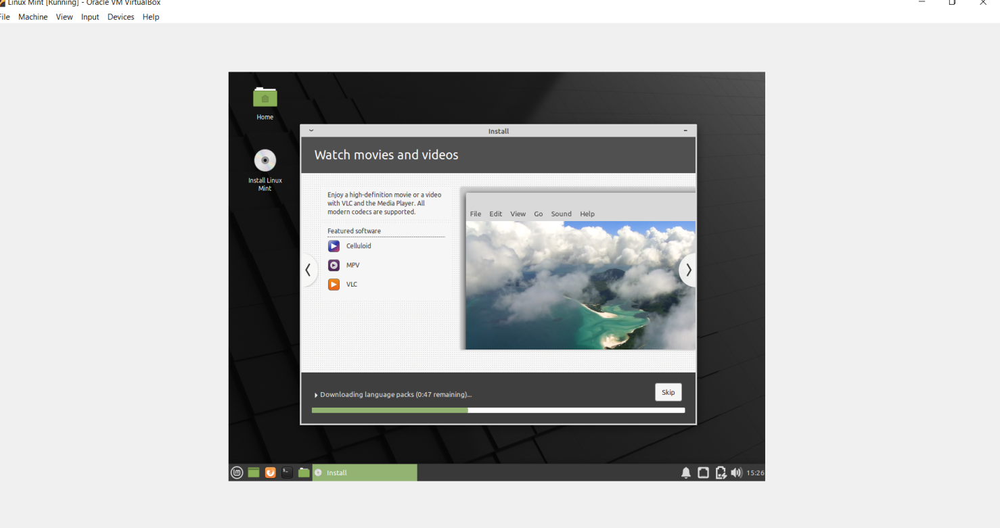 Linux Mint [Running] - Oracle VM VirtualBox
File Machine View Input Devices Help
Home
Install Linux
Mint
Install
Watch movies and videos
Enjoy a high-definition movie or a video
with VLC and the Media Player. All
modern codecs are supported.
Featured software
Celluloid
MPV
VLC
File Edit View Go Sound Help
Downloading language packs (0:47 remaining)...
Skip
Install
15:26